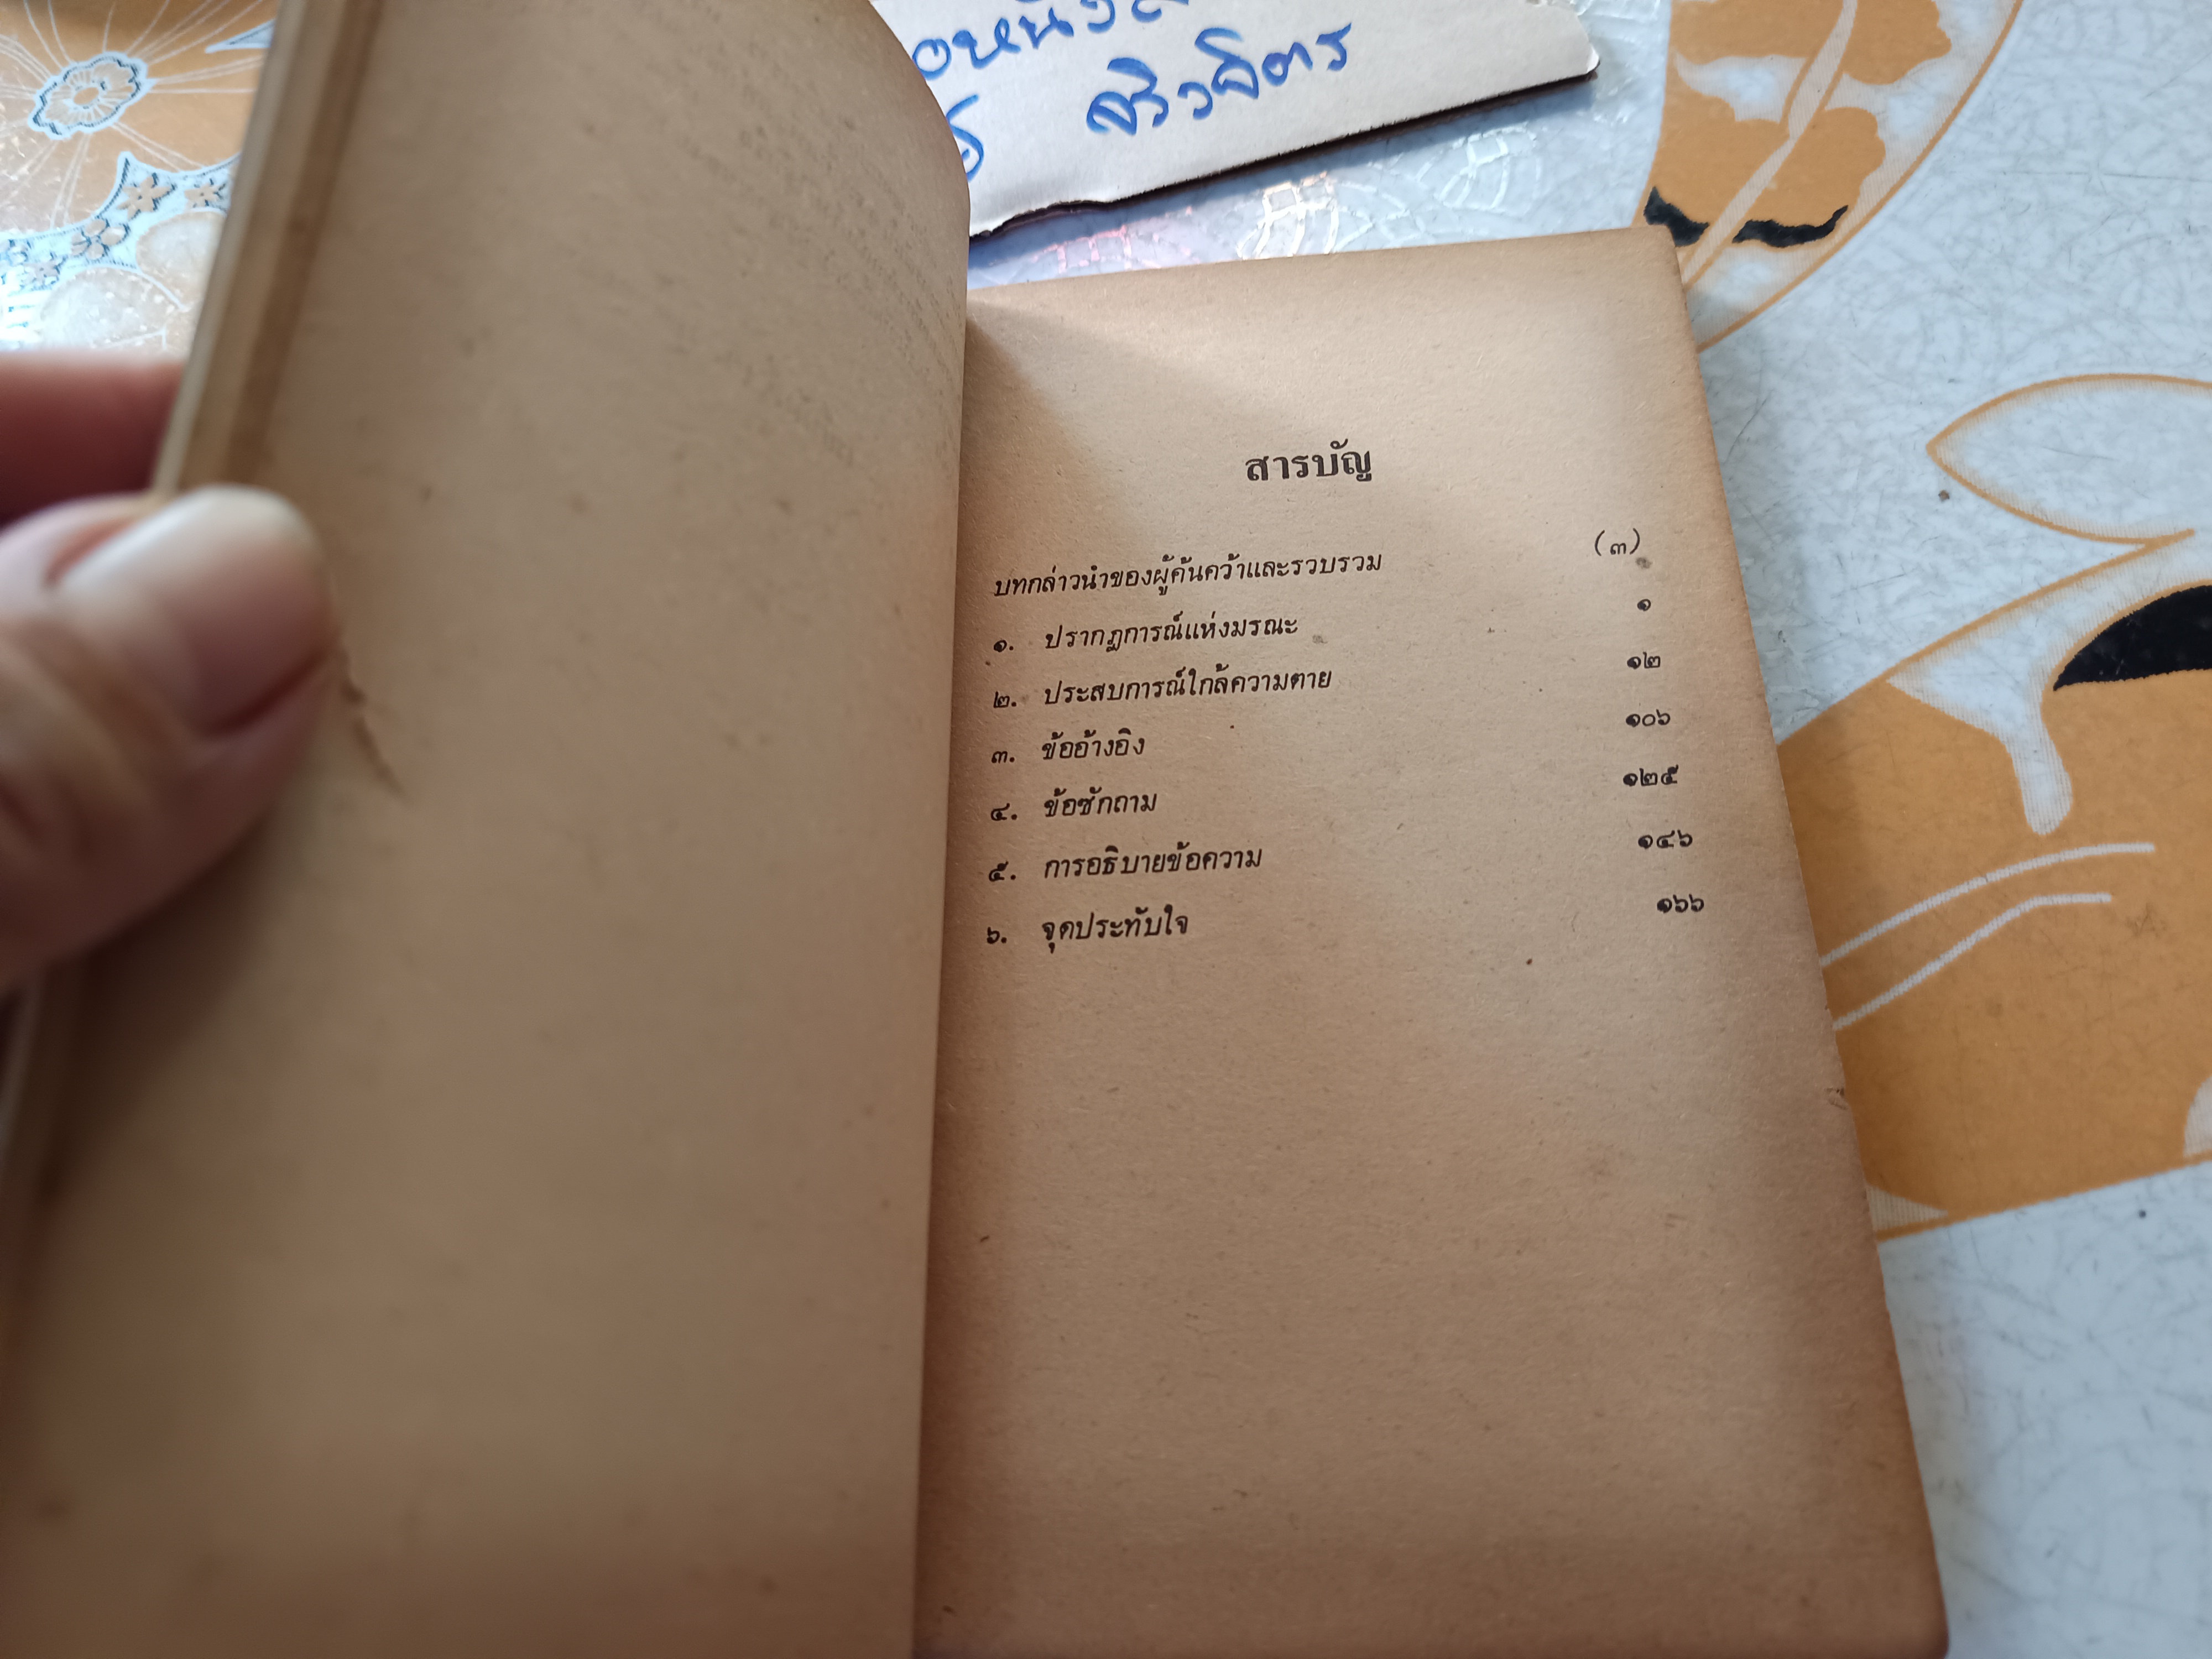 จริวจิตร
สารบัญ
บทกล่าวนำของผู้ค้นคว้าและรวบรวม (๓)
๑. ปรากฏการณ์แห่งมรณะ ๑
๒. ประสบการณ์ใกล้ความตาย ๑๒
๓. ข้ออ้างอิง ๑๐๖
๔. ข้อซักถาม ๑๒๕
๕. การอธิบายข้อความ ๑๔๖
๖. จุดประทับใจ ๑๖๖